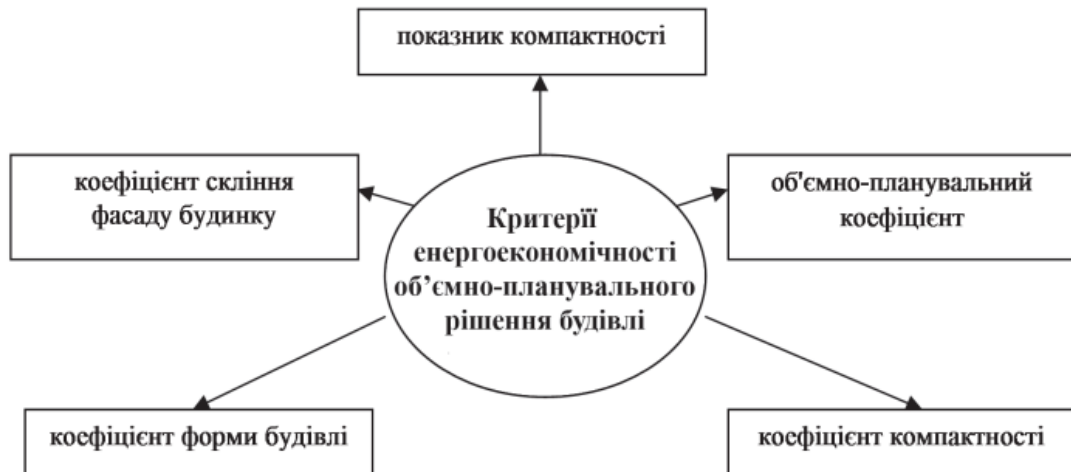 показник компактності
коефіцієнт скління
фасаду будинку
об'ємно-планувальний
коефіцієнт
Критерії
енергоекономічності
об’ємно-планувального
рішення будівлі
коефіцієнт форми будівлі
коефіцієнт компактності